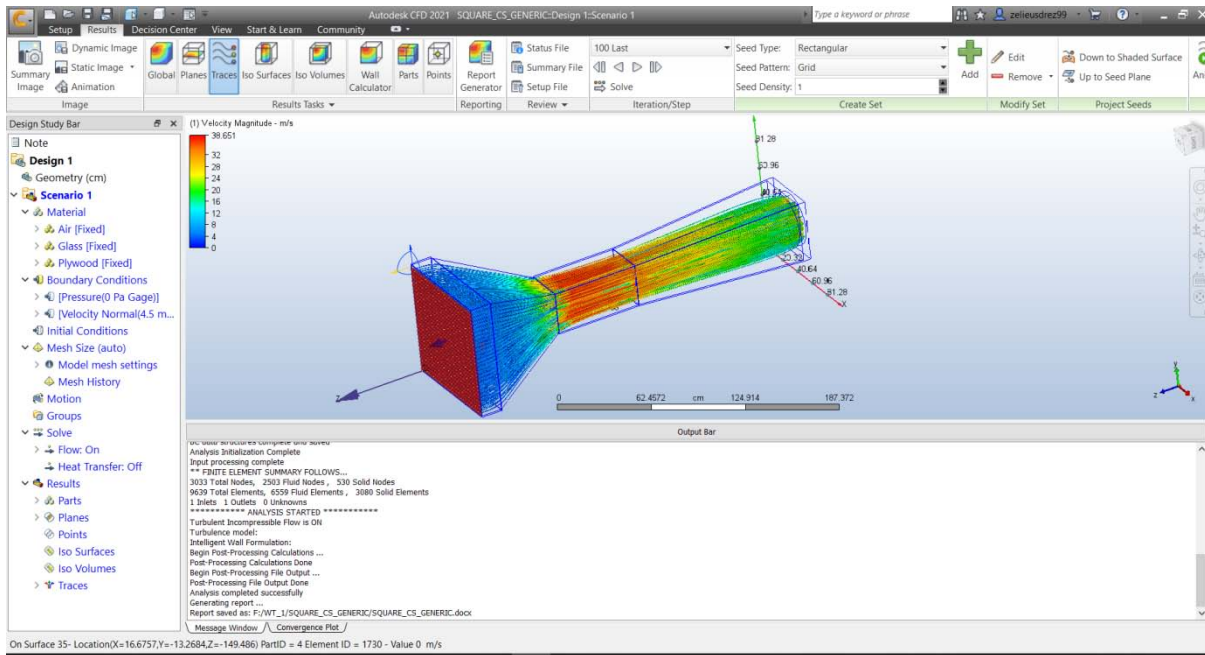 Autodesk CFD 2021 SQUARE_CS_GENERIC::Design 1::Scenario 1
Type a keyword or phrase
zelieusdrez99
Setup Results Decision Center View Start & Learn Community
Summary Image
Dynamic Image
Static Image
Animation
Image
Global Planes Traces Iso Surfaces Iso Volumes Wall Calculator Parts Points
Results Tasks
Report Generator
Reporting
Status File
Summary File
Setup File
Review
100 Last
Solve
Iteration/Step
Seed Type: Rectangular
Seed Pattern: Grid
Seed Density: 1
Add
Create Set
Edit
Remove
Modify Set
Down to Shaded Surface
Up to Seed Plane
Project Seeds
Design Study Bar
Note
Design 1
Geometry (cm)
Scenario 1
Material
Air [Fixed]
Glass [Fixed]
Plywood [Fixed]
Boundary Conditions
[Pressure(0 Pa Gage)]
[Velocity Normal(4.5 m...
Initial Conditions
Mesh Size (auto)
Model mesh settings
Mesh History
Motion
Groups
Solve
Flow: On
Heat Transfer: Off
Results
Parts
Planes
Points
Iso Surfaces
Iso Volumes
Traces
(1) Velocity Magnitude - m/s
38.651
32
28
24
20
16
12
8
4
0
81.28
60.96
40.64
60.96
81.28
X
Z
0 62.4572 cm 124.914 187.372
y
z
x
Output Bar
Analysis Initialization Complete
Input processing complete
** FINITE ELEMENT SUMMARY FOLLOWS...
3033 Total Nodes, 2503 Fluid Nodes , 530 Solid Nodes
9639 Total Elements, 6559 Fluid Elements , 3080 Solid Elements
1 Inlets 1 Outlets 0 Unknowns
*********** ANALYSIS STARTED ***********
Turbulent Incompressible Flow is ON
Turbulence model:
Intelligent Wall Formulation:
Begin Post-Processing Calculations ...
Post-Processing Calculations Done
Begin Post-Processing File Output ...
Post-Processing File Output Done
Analysis completed successfully
Generating report ...
Report saved as: F:/WT_1/SQUARE_CS_GENERIC/SQUARE_CS_GENERIC.docx
Message Window Convergence Plot
On Surface 35- Location(X=16.6757,Y=-13.2684,Z=-149.486) PartID = 4 Element ID = 1730 - Value 0 m/s